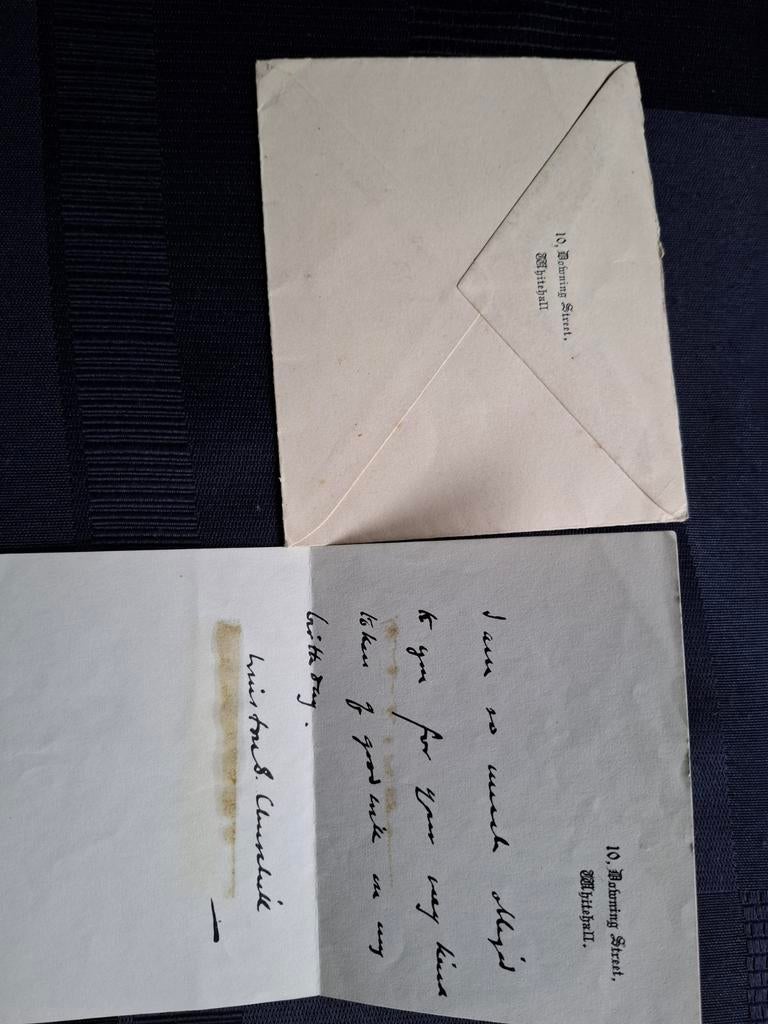 10, Downing Street,
Whitehall
10, Downing Street,
Whitehall.
I am so much oblig'd
to you for your very kind
token of goodwill on my
birthday.
Winston S. Churchill